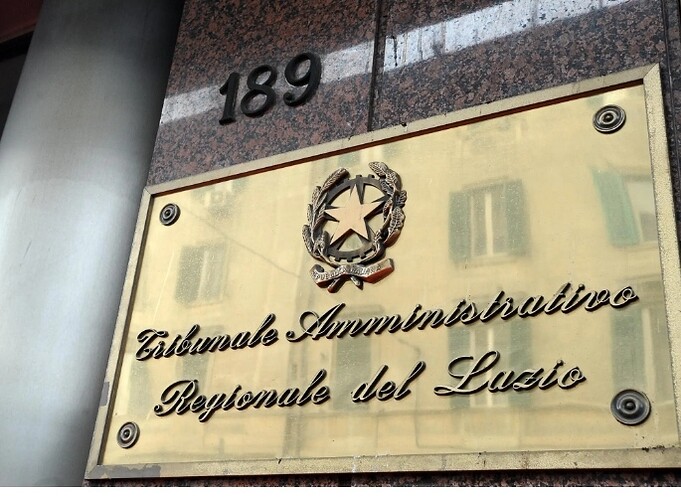 189
Tribunale Amministrativo
Regionale del Lazio